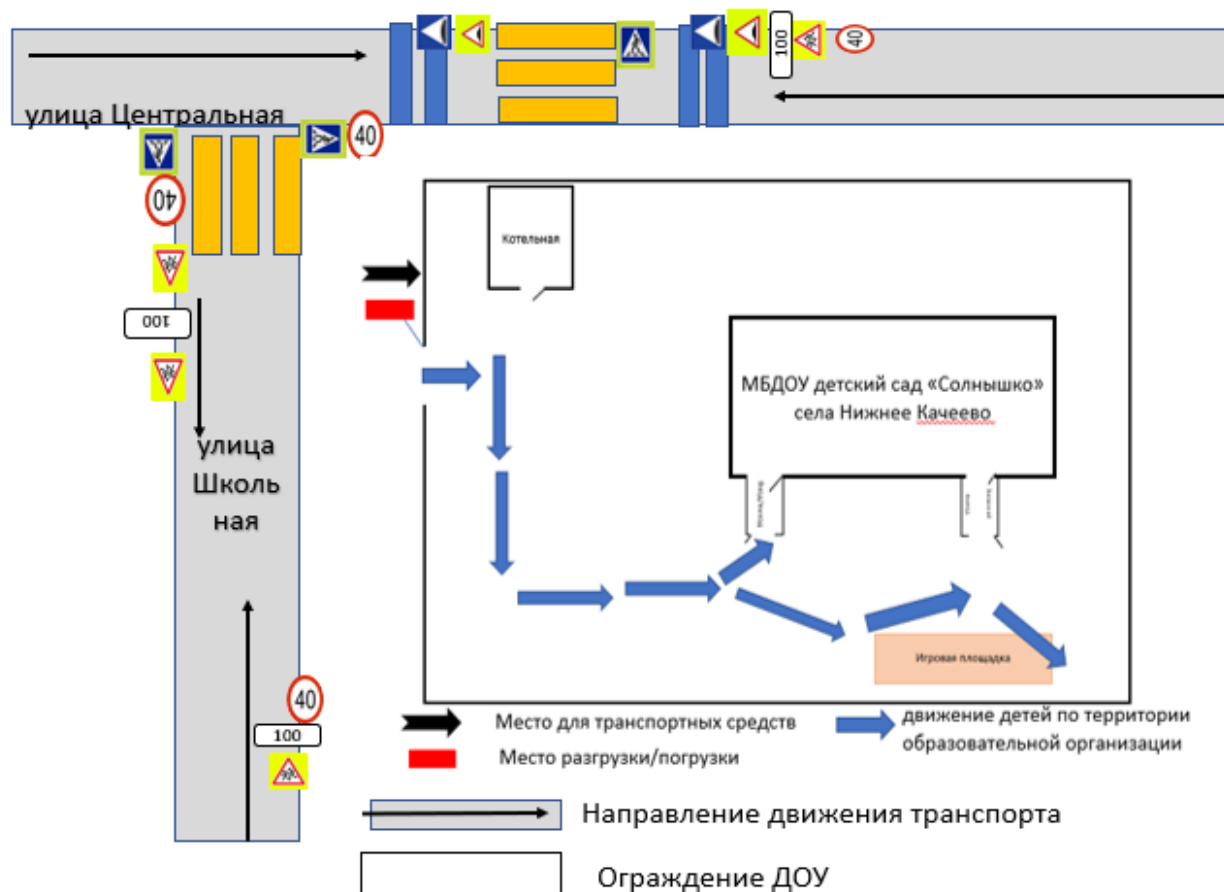 100
40
улица Центральная
40
40
Котельная
100
МБДОУ детский сад «Солнышко»
села Нижнее Качеево
улица
Школь
ная
Игровая площадка
40
100
Место для транспортных средств
движение детей по территории
образовательной организации
Место разгрузки/погрузки
Направление движения транспорта
Ограждение ДОУ